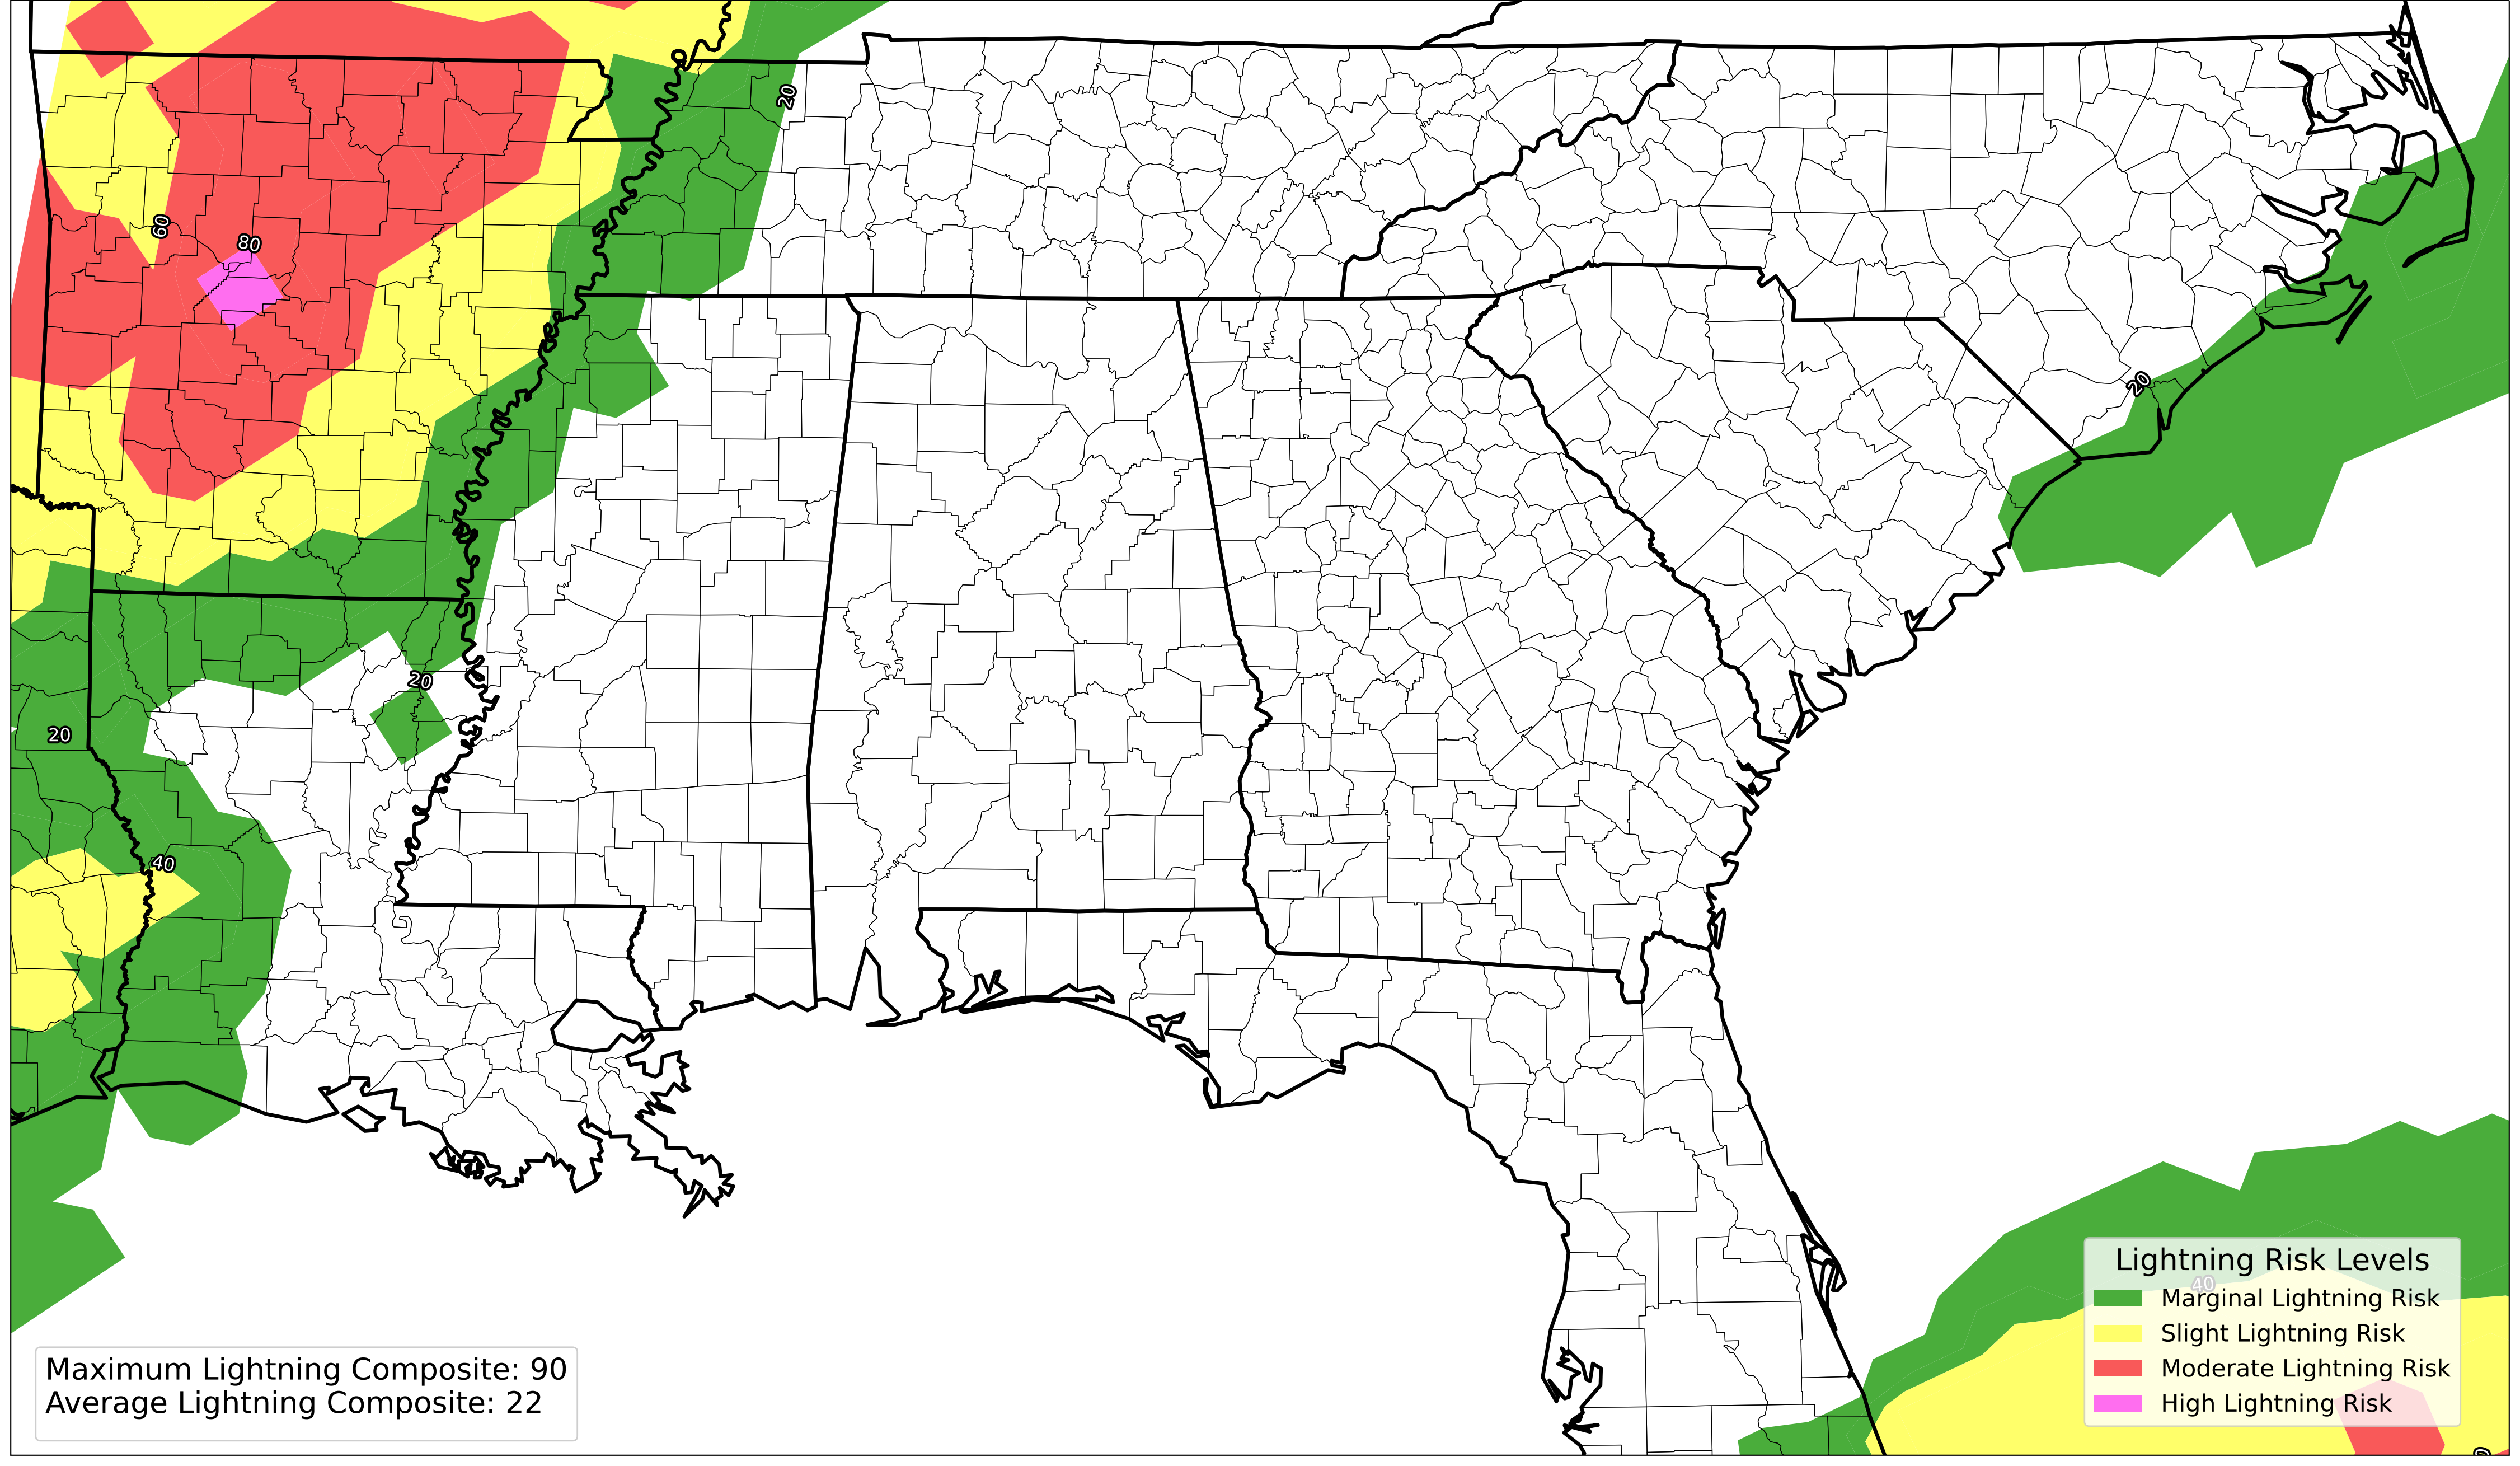 20
60
80
20
20
20
40
40
Lightning Risk Levels
Marginal Lightning Risk
Slight Lightning Risk
Moderate Lightning Risk
High Lightning Risk
Maximum Lightning Composite: 90
Average Lightning Composite: 22